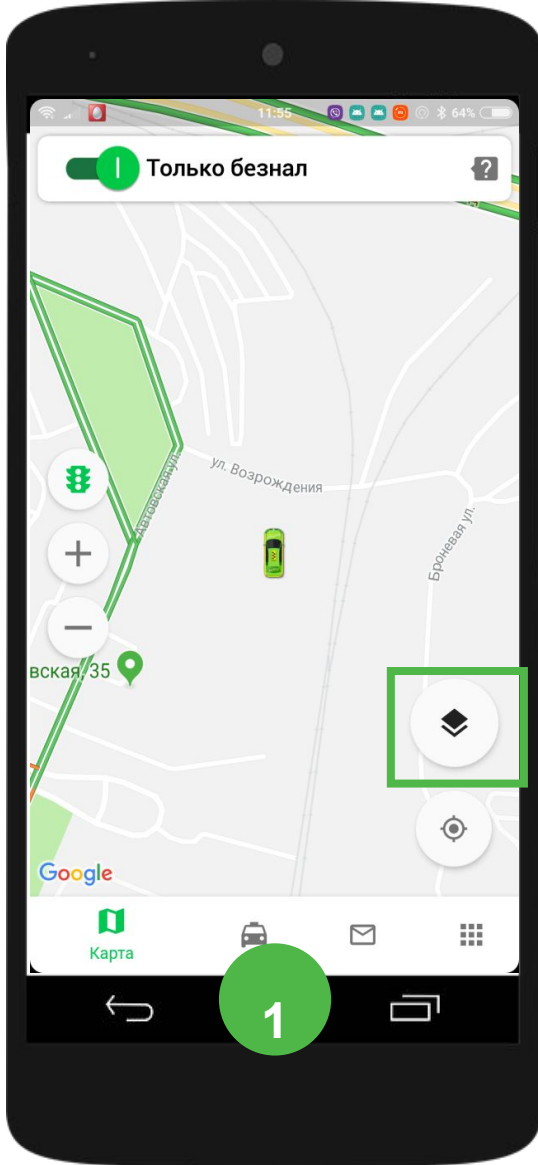 11:55
64%
Только безнал
ул. Возрождения
Автовская ул.
Броневая ул.
вская, 35
Google
Карта
1